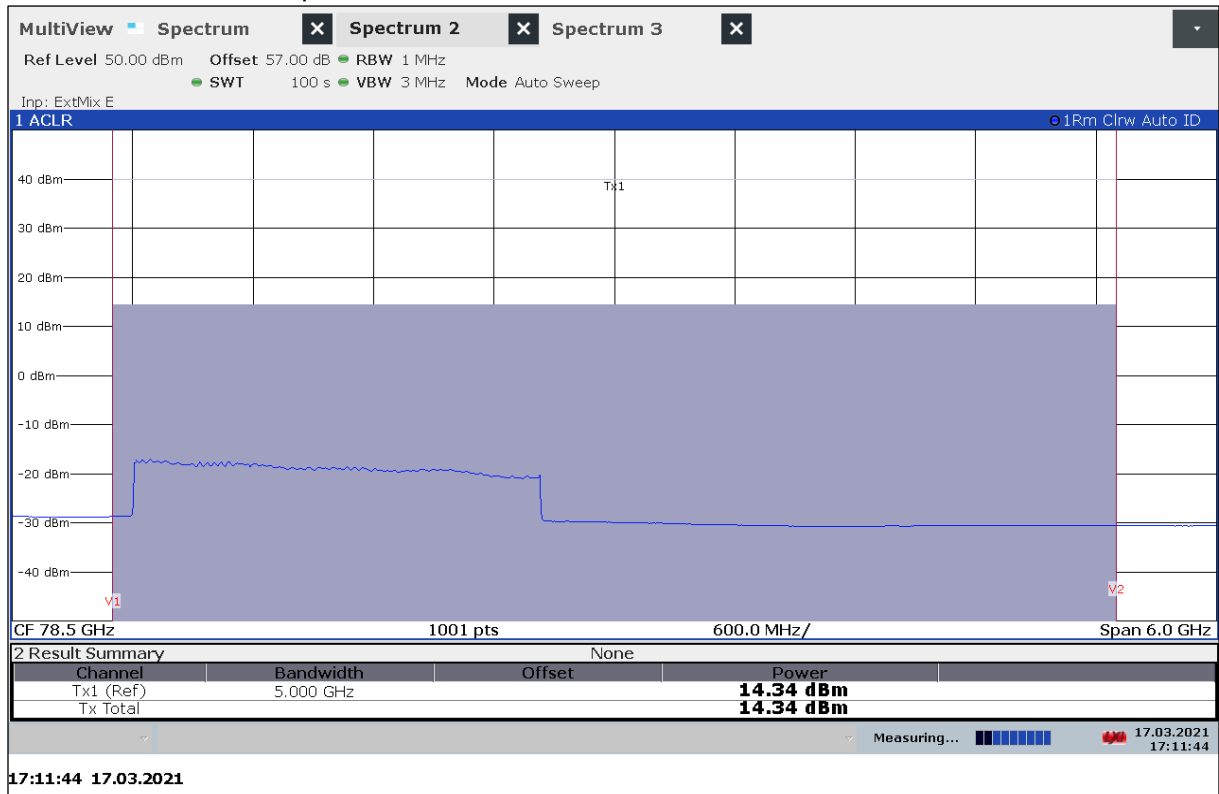 MultiView Spectrum Spectrum 2 Spectrum 3
Ref Level 50.00 dBm Offset 57.00 dB RBW 1 MHz
SWT 100 s VBW 3 MHz Mode Auto Sweep
Inp: ExtMix E
1 ACLR 1Rm Clrw Auto ID
40 dBm
Tx1
30 dBm
20 dBm
10 dBm
0 dBm
-10 dBm
-20 dBm
-30 dBm
-40 dBm
V1 V2
CF 78.5 GHz 1001 pts 600.0 MHz/ Span 6.0 GHz
2 Result Summary None
Channel Bandwidth Offset Power
Tx1 (Ref) 5.000 GHz 14.34 dBm
Tx Total 14.34 dBm
Measuring... 17.03.2021
17:11:44
17:11:44 17.03.2021